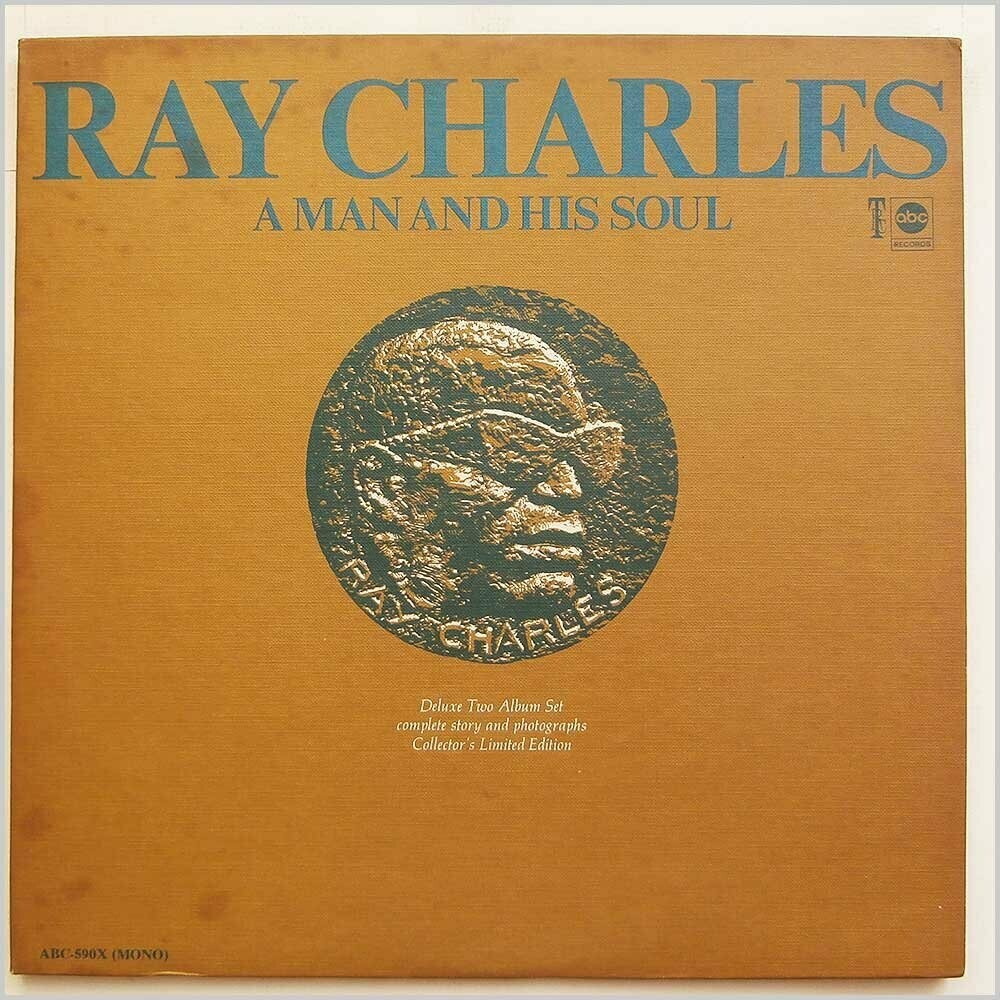 RAY CHARLES
A MAN AND HIS SOUL
TRC
abc
RECORDS
RAY CHARLES
Deluxe Two Album Set
complete story and photographs
Collector's Limited Edition
ABC-590X (MONO)